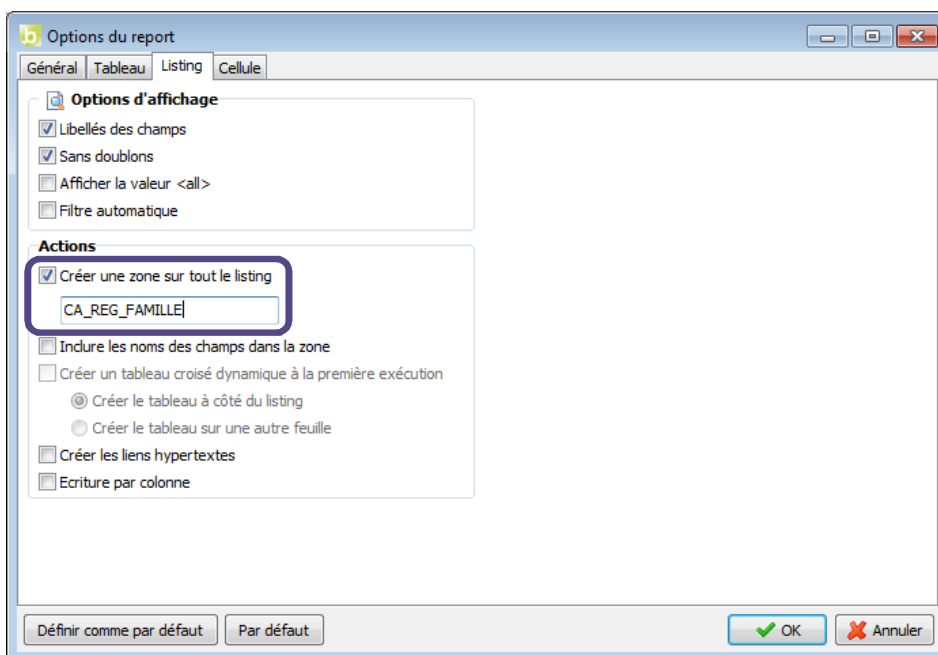 Options du report
Général Tableau Listing Cellule
Options d'affichage
Libellés des champs
Sans doublons
Afficher la valeur <all>
Filtre automatique
Actions
Créer une zone sur tout le listing
CA_REG_FAMILLE
Inclure les noms des champs dans la zone
Créer un tableau croisé dynamique à la première exécution
Créer le tableau à côté du listing
Créer le tableau sur une autre feuille
Créer les liens hypertextes
Ecriture par colonne
Définir comme par défaut Par défaut OK Annuler